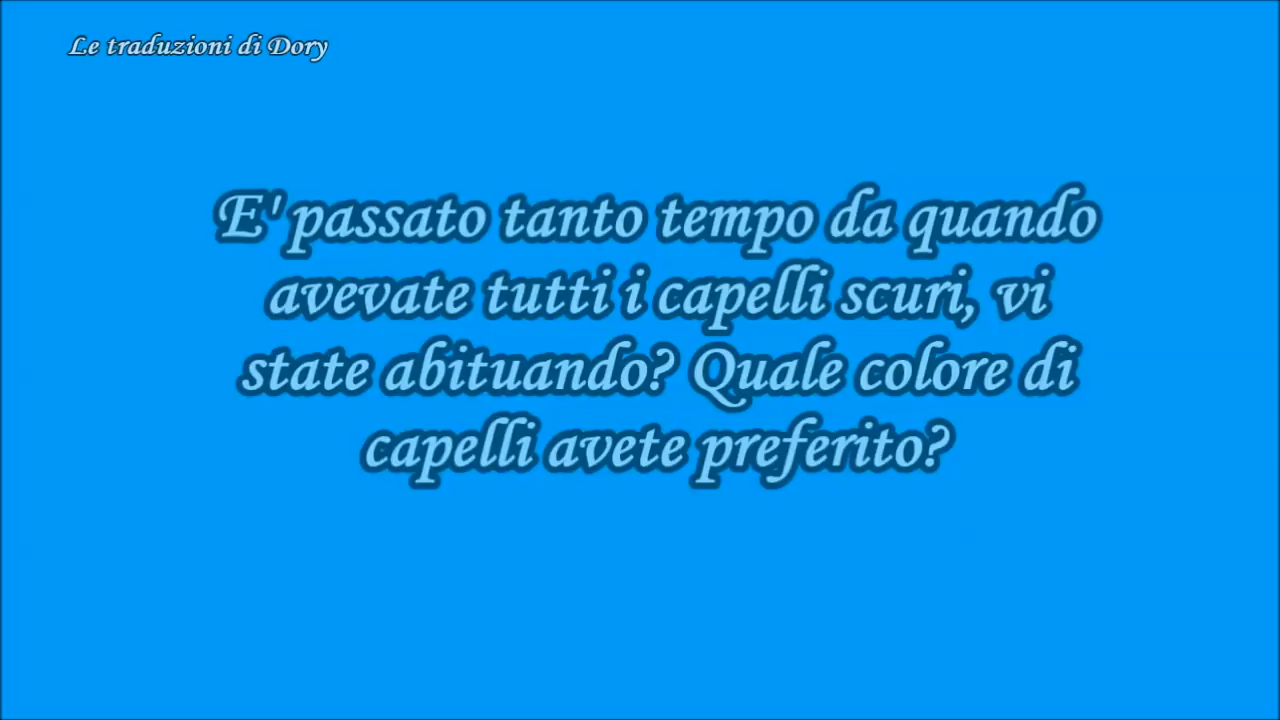 Le traduzioni di Dory
E' passato tanto tempo da quando
avevate tutti i capelli scuri, vi
state abituando? Quale colore di
capelli avete preferito?